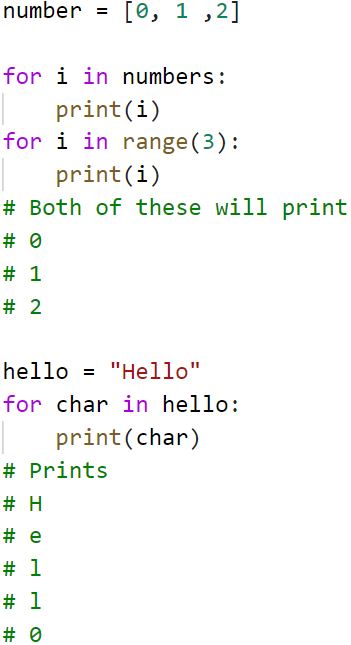 number = [0, 1 ,2]
for i in numbers:
    print(i)
for i in range(3):
    print(i)
# Both of these will print
# 0
# 1
# 2
hello = "Hello"
for char in hello:
    print(char)
# Prints
# H
# e
# l
# l
# 0